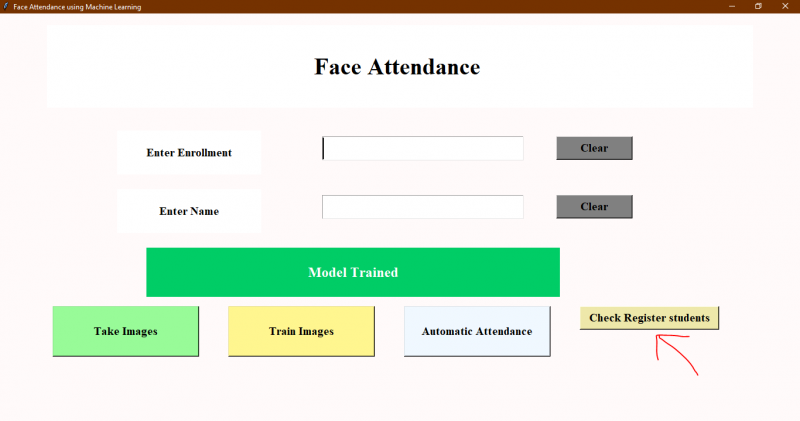 Face Attendance using Machine Learning
Face Attendance
Enter Enrollment
Clear
Enter Name
Clear
Model Trained
Take Images
Train Images
Automatic Attendance
Check Register students